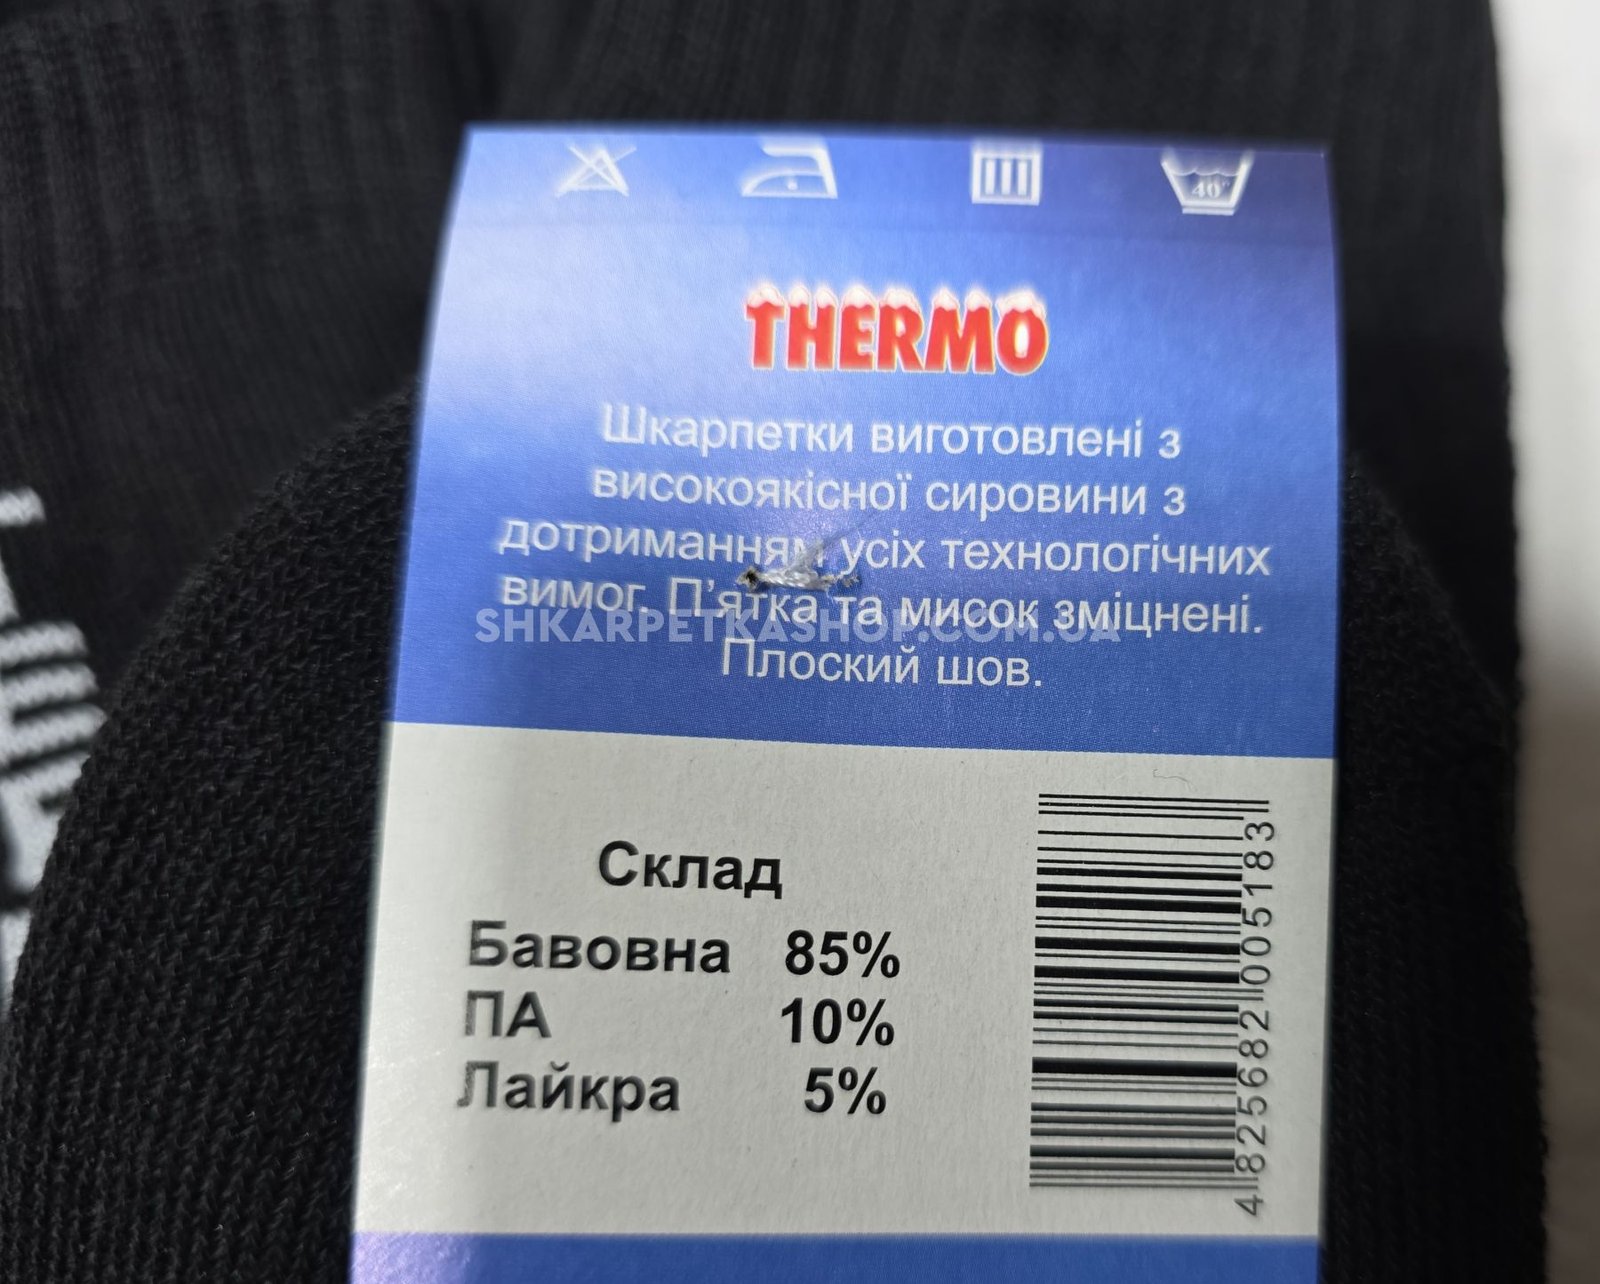 40°
THERMO
Шкарпетки виготовлені з
високоякісної сировини з
дотриманням усіх технологічних
вимог. П'ятка та мисок зміцнені.
SHKARPETKASHOP.COM.UA
Плоский шов.
Склад
Бавовна 85%
ПА 10%
Лайкра 5%
4825682005183